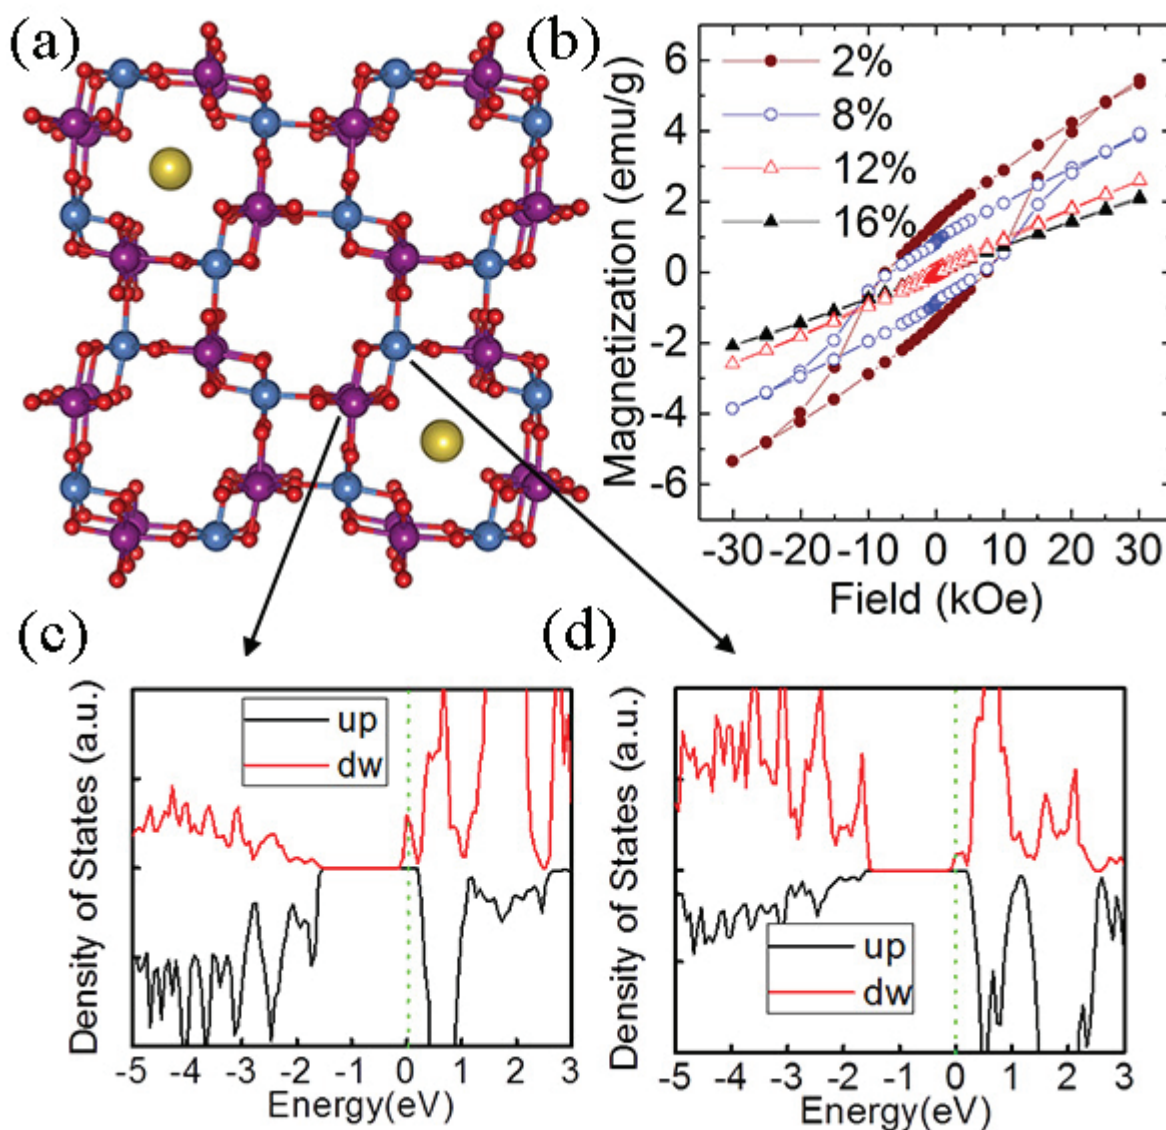 (a)
(b)
2%
8%
12%
16%
6
4
2
0
-2
-4
-6
Magnetization (emu/g)
-30 -20 -10 0 10 20 30
Field (kOe)
(c)
(d)
up
dw
Density of States (a.u.)
-5 -4 -3 -2 -1 0 1 2 3
Energy(eV)
up
dw
Density of States (a.u.)
-5 -4 -3 -2 -1 0 1 2 3
Energy(eV)